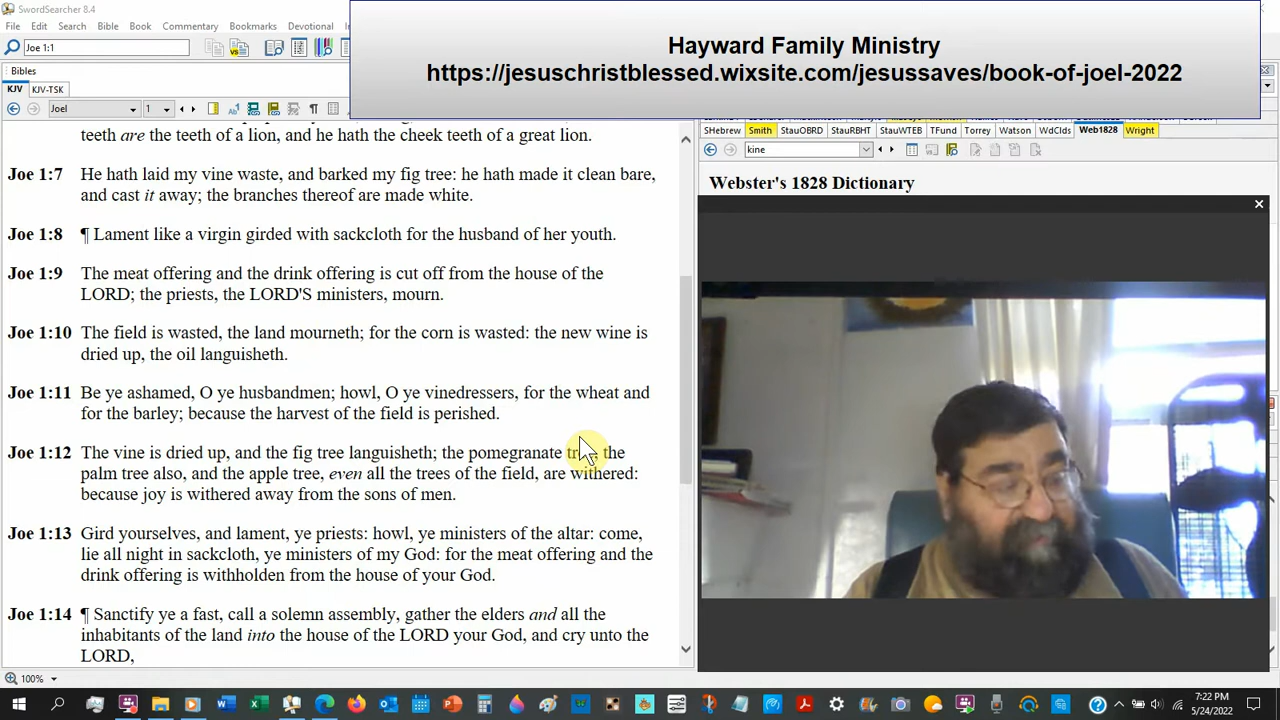 SwordSearcher 8.4
File Edit Search Bible Book Commentary Bookmarks Devotional
Hayward Family Ministry
https://jesuschristblessed.wixsite.com/jesussaves/book-of-joel-2022
Joe 1:1
Bibles
KJV KJV-TSK
Joel 1
SHebrew Smith StauOBRD StauRBHT StauWTEB TFund Torrey Watson WdClds Web1828 Wright
kine
Webster's 1828 Dictionary
teeth are the teeth of a lion, and he hath the cheek teeth of a great lion.
Joe 1:7 He hath laid my vine waste, and barked my fig tree: he hath made it clean bare,
and cast it away; the branches thereof are made white.
Joe 1:8 ¶ Lament like a virgin girded with sackcloth for the husband of her youth.
Joe 1:9 The meat offering and the drink offering is cut off from the house of the
LORD; the priests, the LORD'S ministers, mourn.
Joe 1:10 The field is wasted, the land mourneth; for the corn is wasted: the new wine is
dried up, the oil languisheth.
Joe 1:11 Be ye ashamed, O ye husbandmen; howl, O ye vinedressers, for the wheat and
for the barley; because the harvest of the field is perished.
Joe 1:12 The vine is dried up, and the fig tree languisheth; the pomegranate the
palm tree also, and the apple tree, even all the trees of the field, are withered:
because joy is withered away from the sons of men.
Joe 1:13 Gird yourselves, and lament, ye priests: howl, ye ministers of the altar: come,
lie all night in sackcloth, ye ministers of my God: for the meat offering and the
drink offering is withholden from the house of your God.
Joe 1:14 ¶ Sanctify ye a fast, call a solemn assembly, gather the elders and all the
inhabitants of the land into the house of the LORD your God, and cry unto the
LORD,
100%
7:22 PM
5/24/2022